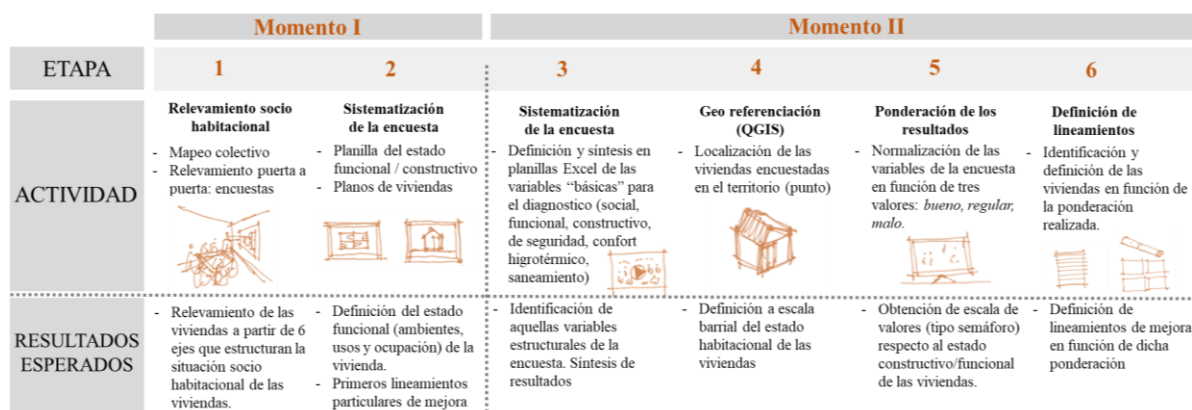 Momento I
Momento II
ETAPA
1
2
3
4
5
6
ACTIVIDAD
Relevamiento socio
habitacional
- Mapeo colectivo
- Relevamiento puerta a
puerta: encuestas
Sistematización
de la encuesta
- Planilla del estado
funcional / constructivo
- Planos de viviendas
Sistematización
de la encuesta
- Definición y síntesis en
planillas Excel de las
variables “básicas” para
el diagnostico (social,
funcional, constructivo,
de seguridad, confort
higrotérmico,
saneamiento)
Geo referenciación
(QGIS)
- Localización de las
viviendas encuestadas
en el territorio (punto)
Ponderación de los
resultados
- Normalización de las
variables de la encuesta
en función de tres
valores: bueno, regular,
malo.
Definición de
lineamientos
- Identificación y
definición de las
viviendas en función de
la ponderación
realizada.
RESULTADOS
ESPERADOS
- Relevamiento de las
viviendas a partir de 6
ejes que estructuran la
situación socio
habitacional de las
viviendas.
- Definición del estado
funcional (ambientes,
usos y ocupación) de la
vivienda.
- Primeros lineamientos
particulares de mejora
- Identificación de
aquellas variables
estructurales de la
encuesta. Síntesis de
resultados
- Definición a escala
barrial del estado
habitacional de las
viviendas
- Obtención de escala de
valores (tipo semáforo)
respecto al estado
constructivo/funcional
de las viviendas.
- Definición de
lineamientos de mejora
en función de dicha
ponderación